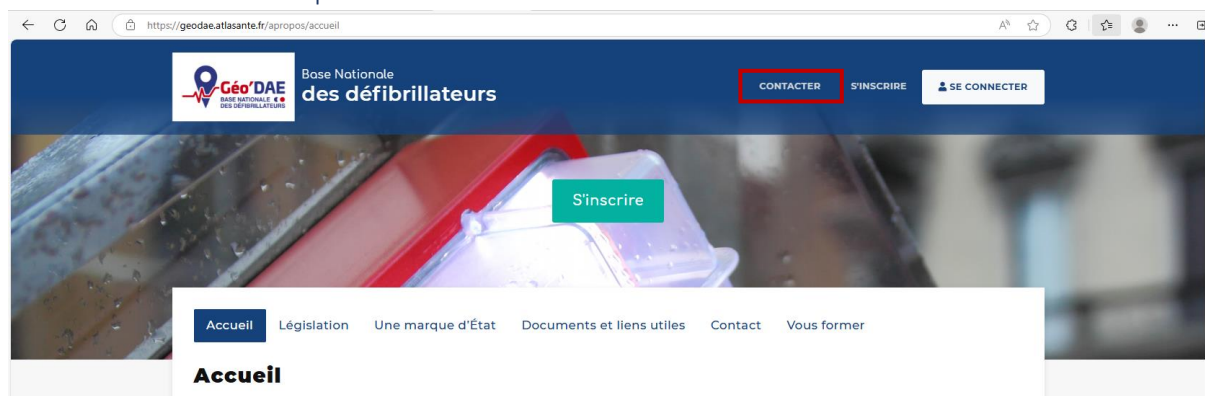 https://geodae.atlasante.fr/apropos/accueil
Géo'DAE
BASE NATIONALE
DES DÉFIBRILLATEURS
Base Nationale
des défibrillateurs
CONTACTER
S'INSCRIRE
SE CONNECTER
S'inscrire
Accueil
Législation
Une marque d'État
Documents et liens utiles
Contact
Vous former
Accueil